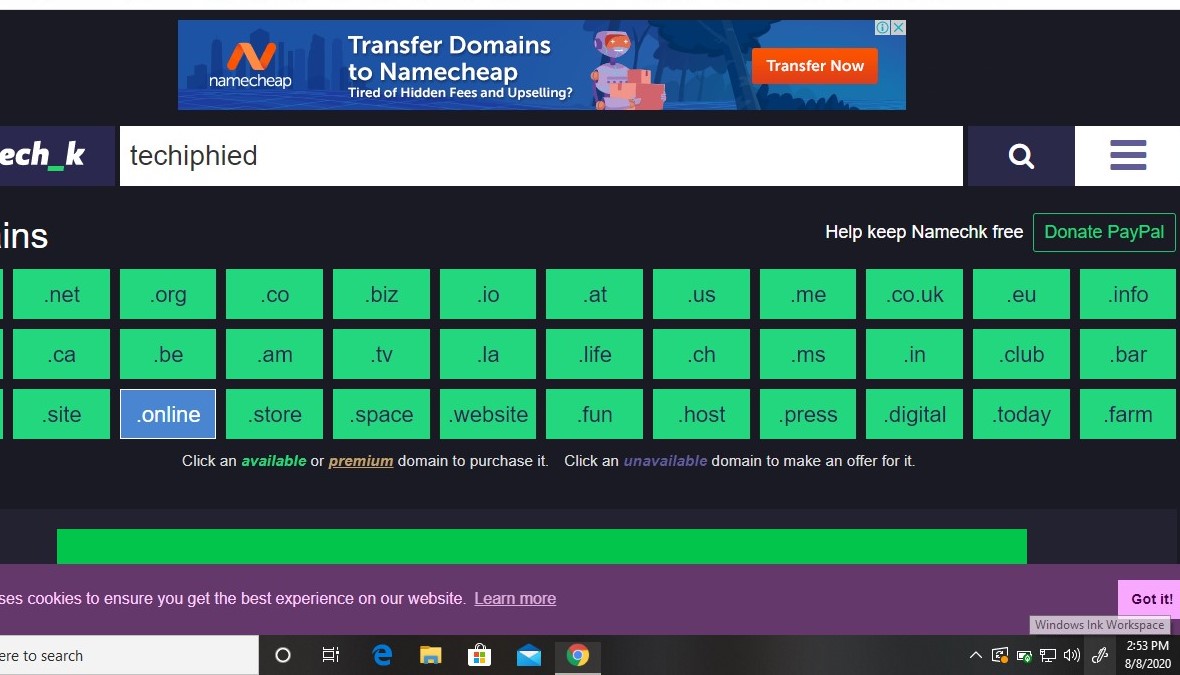 namecheap
Transfer Domains
to Namecheap
Tired of Hidden Fees and Upselling?
Transfer Now
ech_k
techiphied
ins
Help keep Namechk free
Donate PayPal
.net .org .co .biz .io .at .us .me .co.uk .eu .info
.ca .be .am .tv .la .life .ch .ms .in .club .bar
.site .online .store .space .website .fun .host .press .digital .today .farm
Click an available or premium domain to purchase it. Click an unavailable domain to make an offer for it.
ses cookies to ensure you get the best experience on our website. Learn more
Got it!
Windows Ink Workspace
ere to search
2:53 PM
8/8/2020